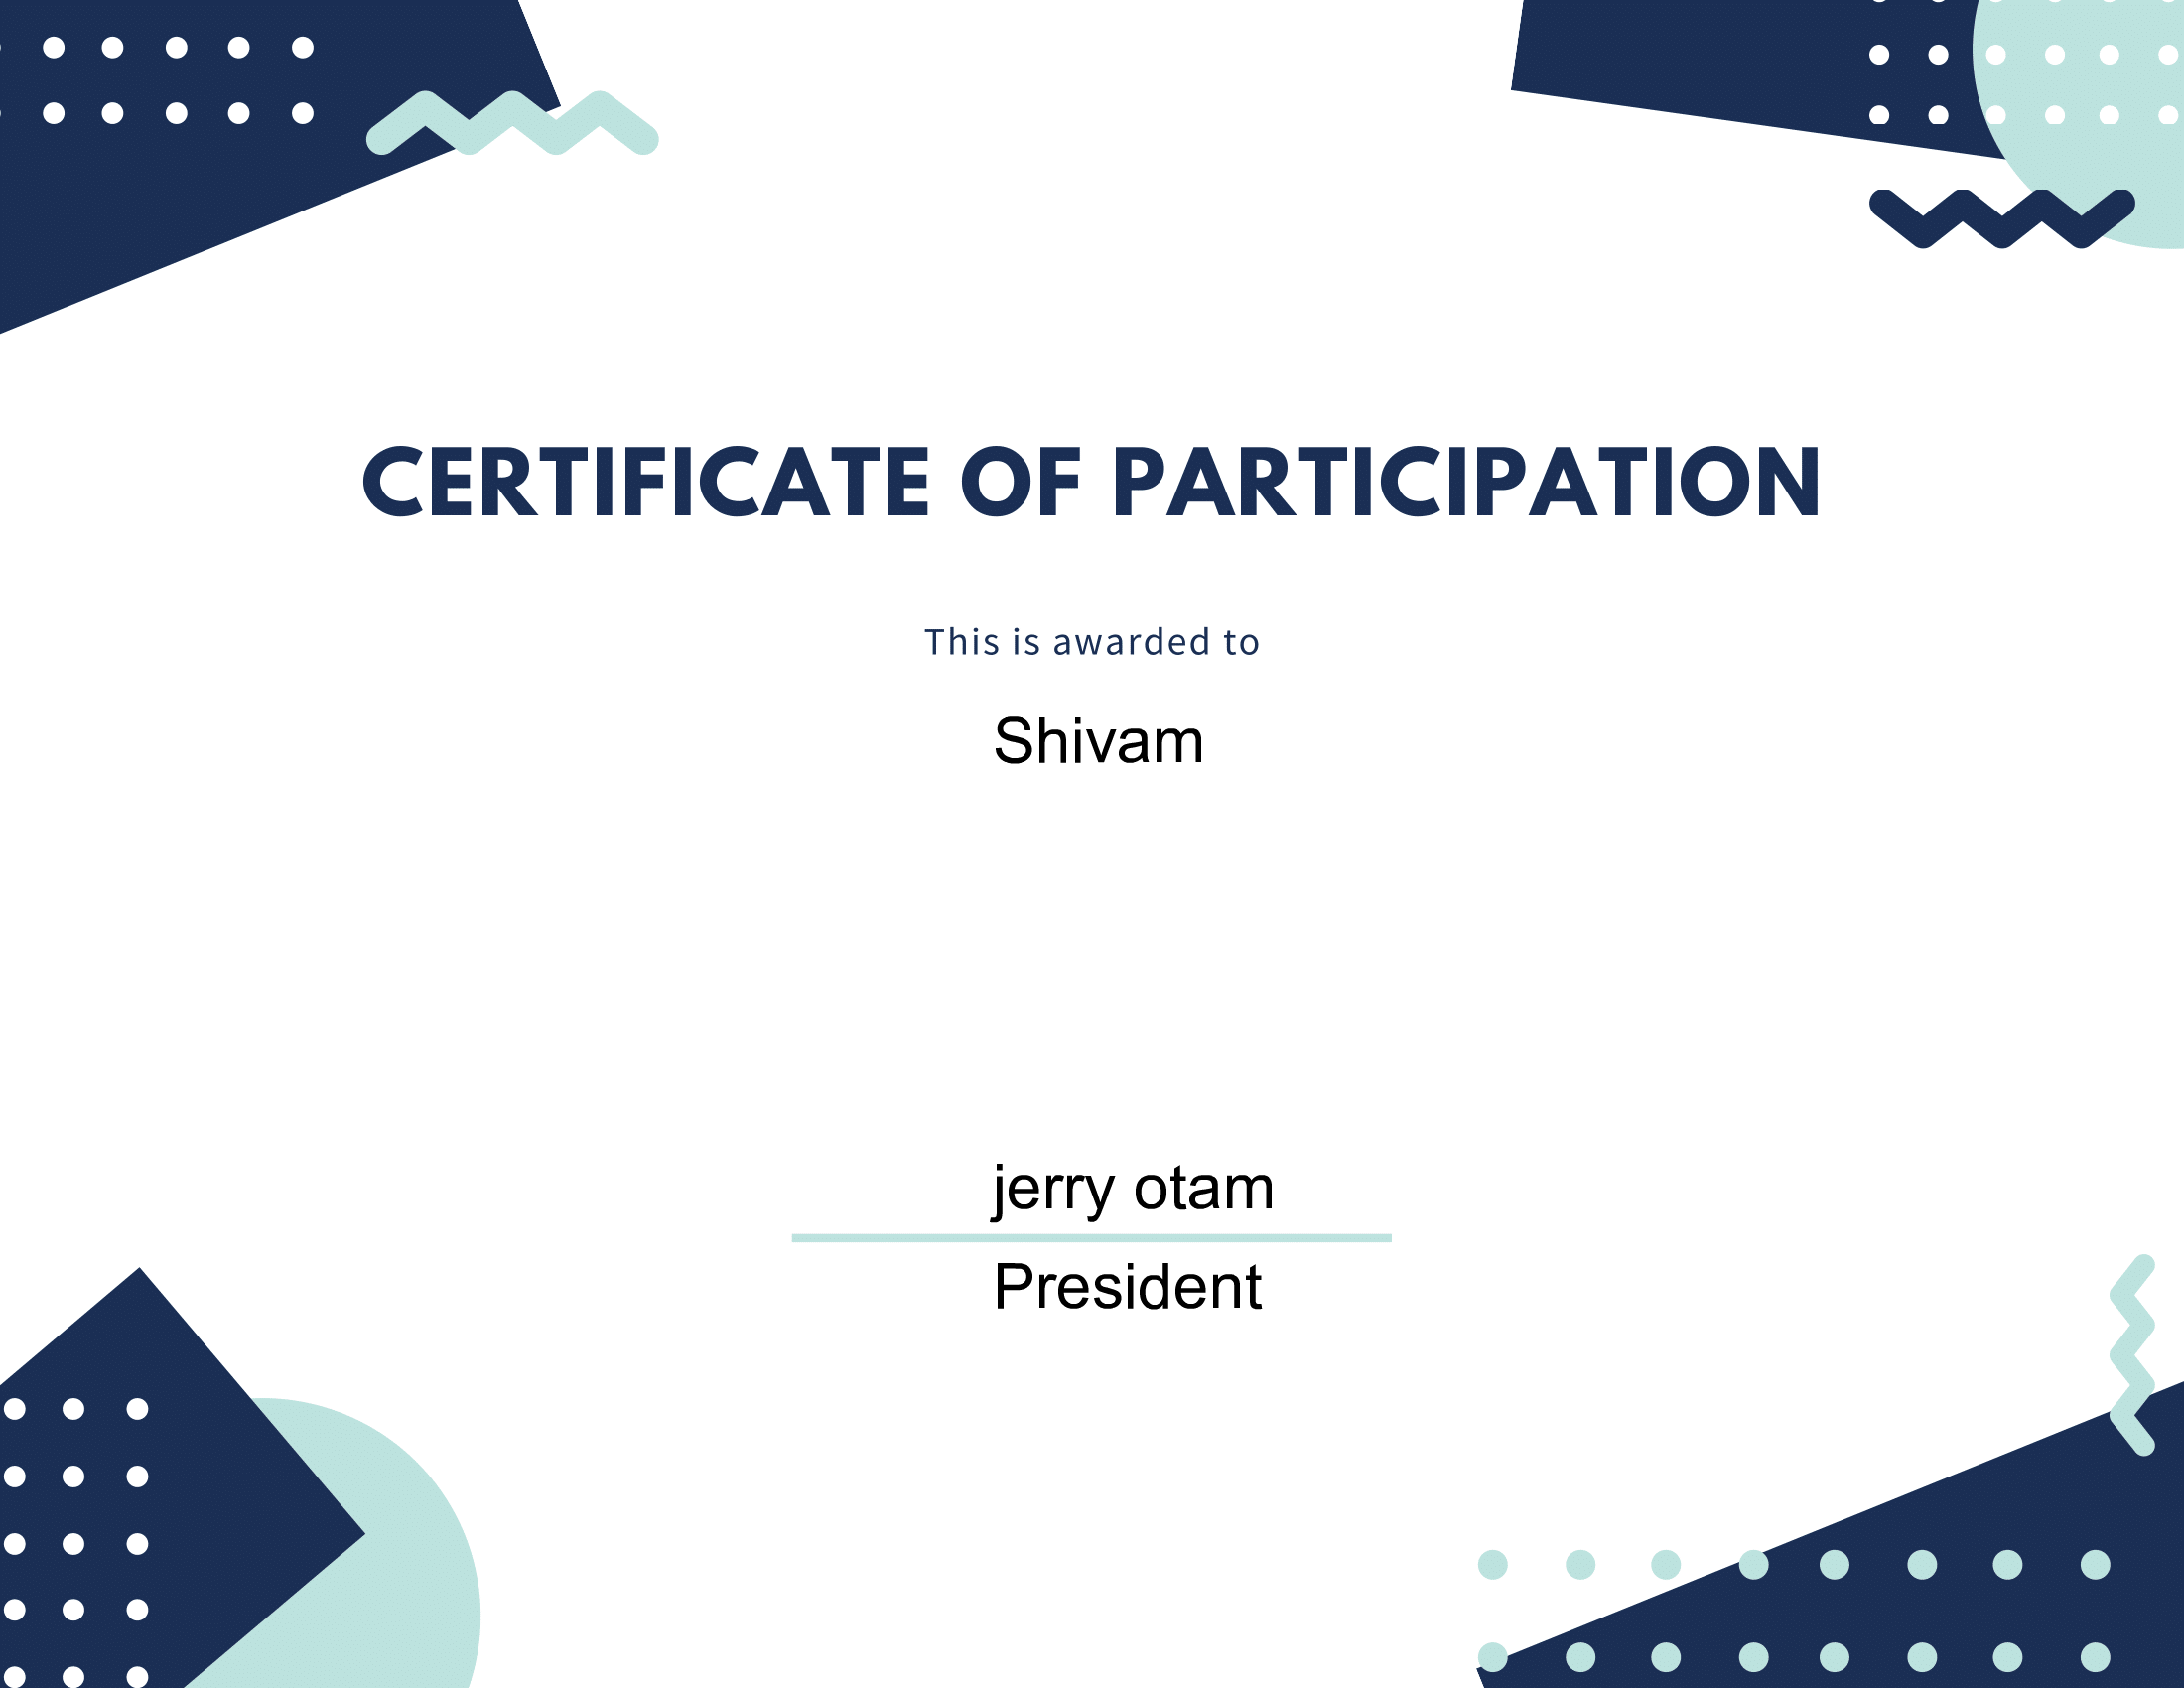 CERTIFICATE OF PARTICIPATION
This is awarded to
Shivam
jerry otam
President